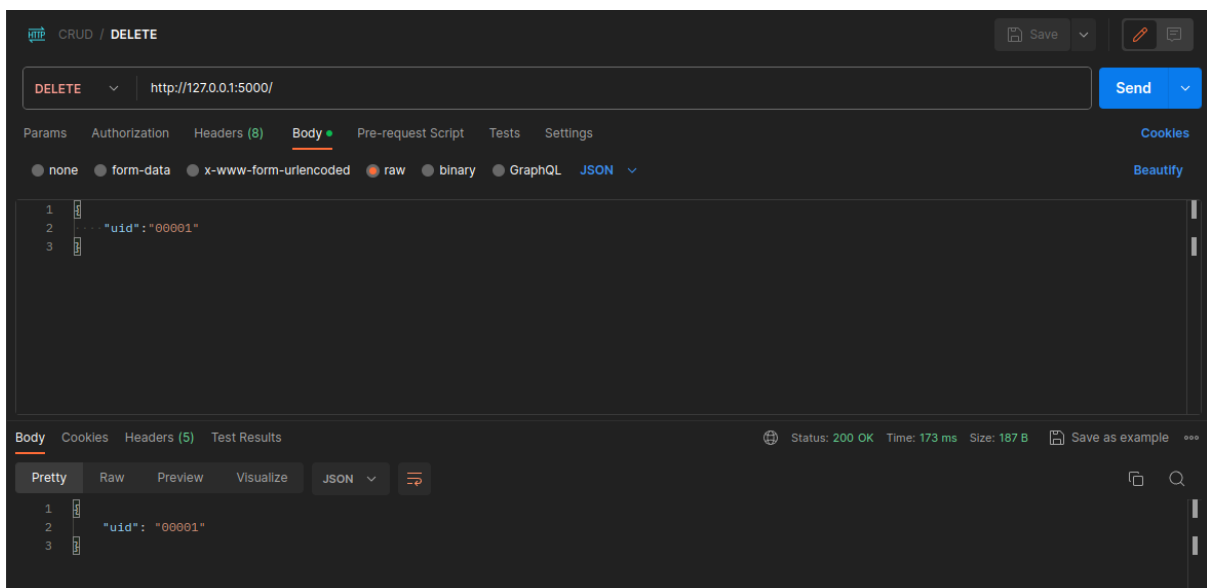 HTTP CRUD / DELETE Save
DELETE http://127.0.0.1:5000/ Send
Params Authorization Headers (8) Body Pre-request Script Tests Settings Cookies
none form-data x-www-form-urlencoded raw binary GraphQL JSON Beautify
1 {
2 "uid":"00001"
3 }
Body Cookies Headers (5) Test Results Status: 200 OK Time: 173 ms Size: 187 B Save as example
Pretty Raw Preview Visualize JSON
1 {
2 "uid": "00001"
3 }